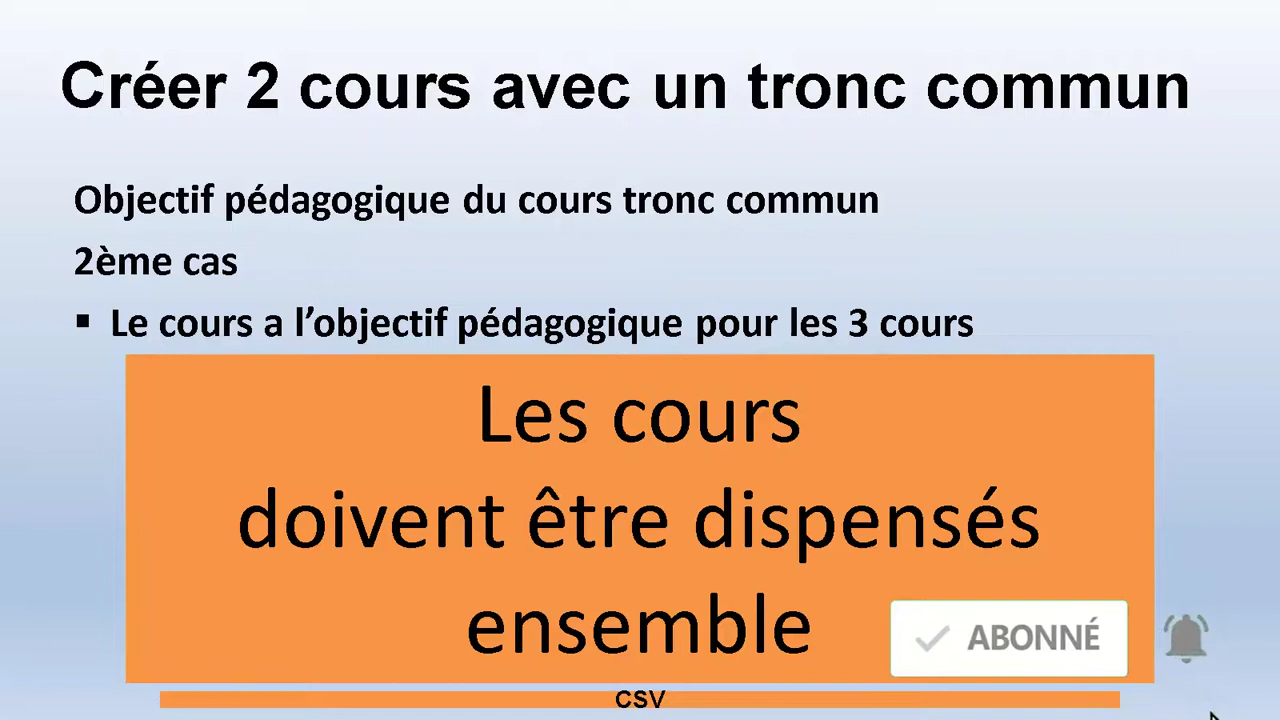 Créer 2 cours avec un tronc commun
Objectif pédagogique du cours tronc commun
2ème cas
▪ Le cours a l’objectif pédagogique pour les 3 cours
Les cours
doivent être dispensés
ensemble
ABONNÉ
CSV